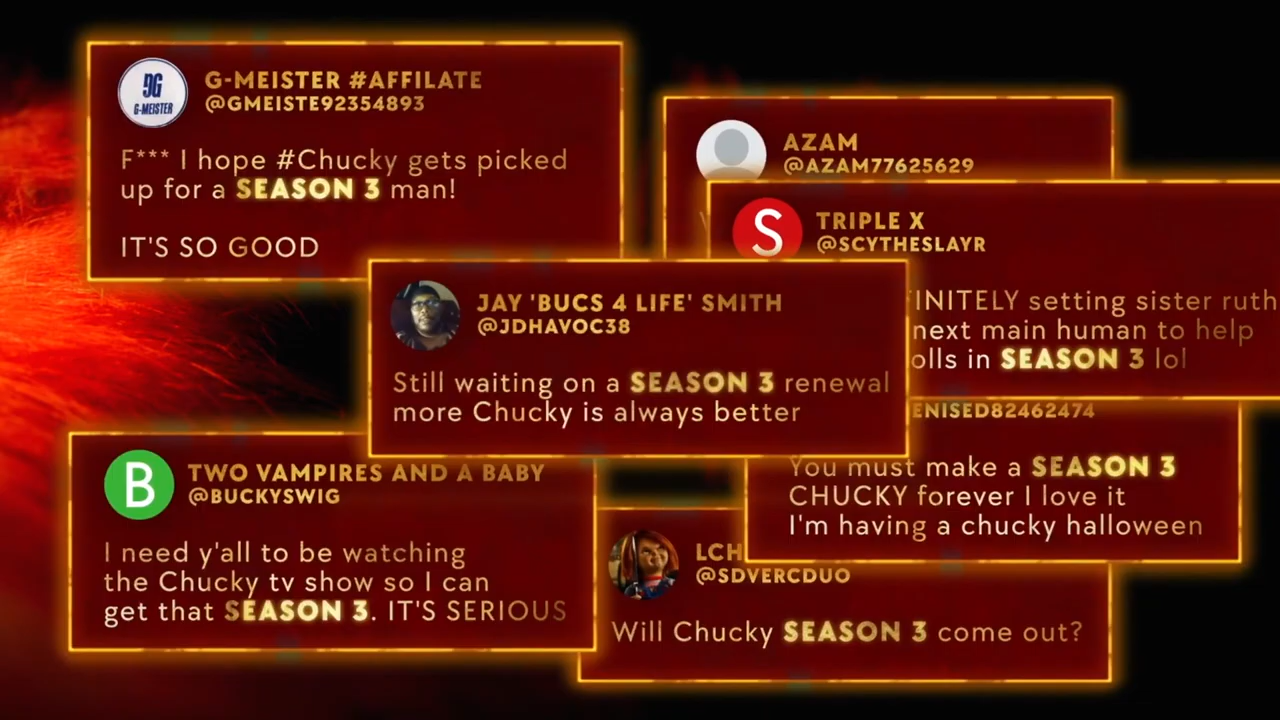 G-MEISTER
G-MEISTER #AFFILATE
@GMEISTE92354893
F*** I hope #Chucky gets picked
up for a SEASON 3 man!
IT'S SO GOOD
AZAM
@AZAM77625629
S
TRIPLE X
@SCYTHESLAYR
setting sister ruth
next main human to help
in SEASON 3 lol
JAY 'BUCS 4 LIFE' SMITH
@JDHAVOC38
Still waiting on a SEASON 3 renewal
more Chucky is always better
ENISED82462474
You must make a SEASON 3
CHUCKY forever I love it
I'm having a chucky halloween
B
TWO VAMPIRES AND A BABY
@BUCKYSWIG
I need y'all to be watching
the Chucky tv show so I can
get that SEASON 3. IT'S SERIOUS
LCH
@SDVERCDUO
Will Chucky SEASON 3 come out?